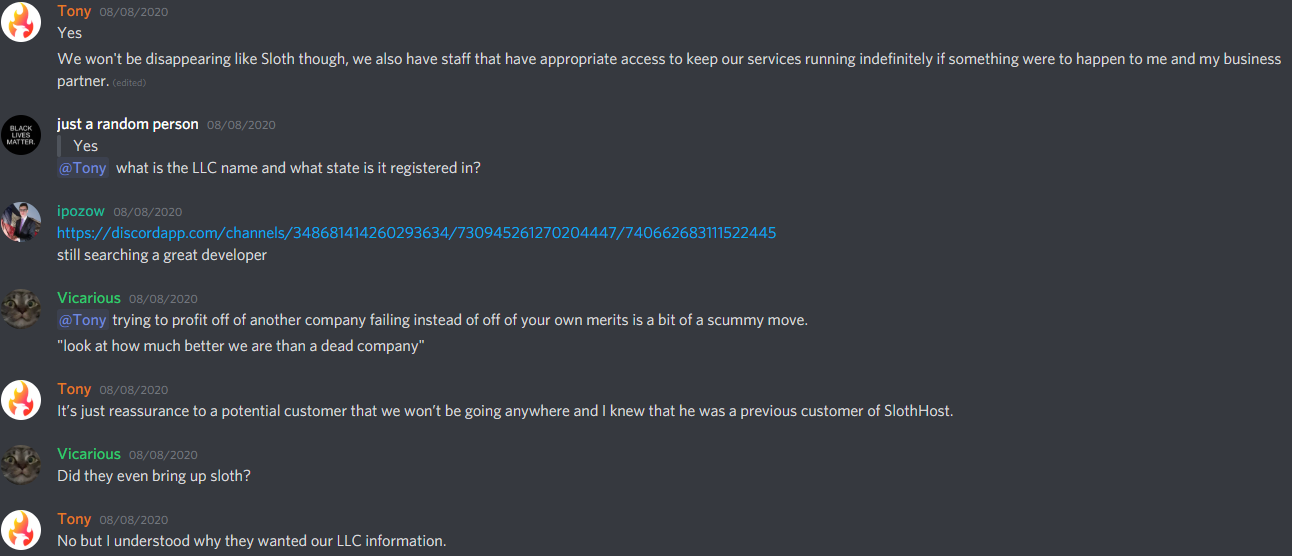 Tony 08/08/2020
Yes
We won't be disappearing like Sloth though, we also have staff that have appropriate access to keep our services running indefinitely if something were to happen to me and my business
partner. (edited)
BLACK
LIVES
MATTER.
just a random person 08/08/2020
Yes
@Tony what is the LLC name and what state is it registered in?
ipozow 08/08/2020
https://discordapp.com/channels/348681414260293634/730945261270204447/740662683111522445
still searching a great developer
Vicarious 08/08/2020
@Tony trying to profit off of another company failing instead of off of your own merits is a bit of a scummy move.
"look at how much better we are than a dead company"
Tony 08/08/2020
It's just reassurance to a potential customer that we won't be going anywhere and I knew that he was a previous customer of SlothHost.
Vicarious 08/08/2020
Did they even bring up sloth?
Tony 08/08/2020
No but I understood why they wanted our LLC information.